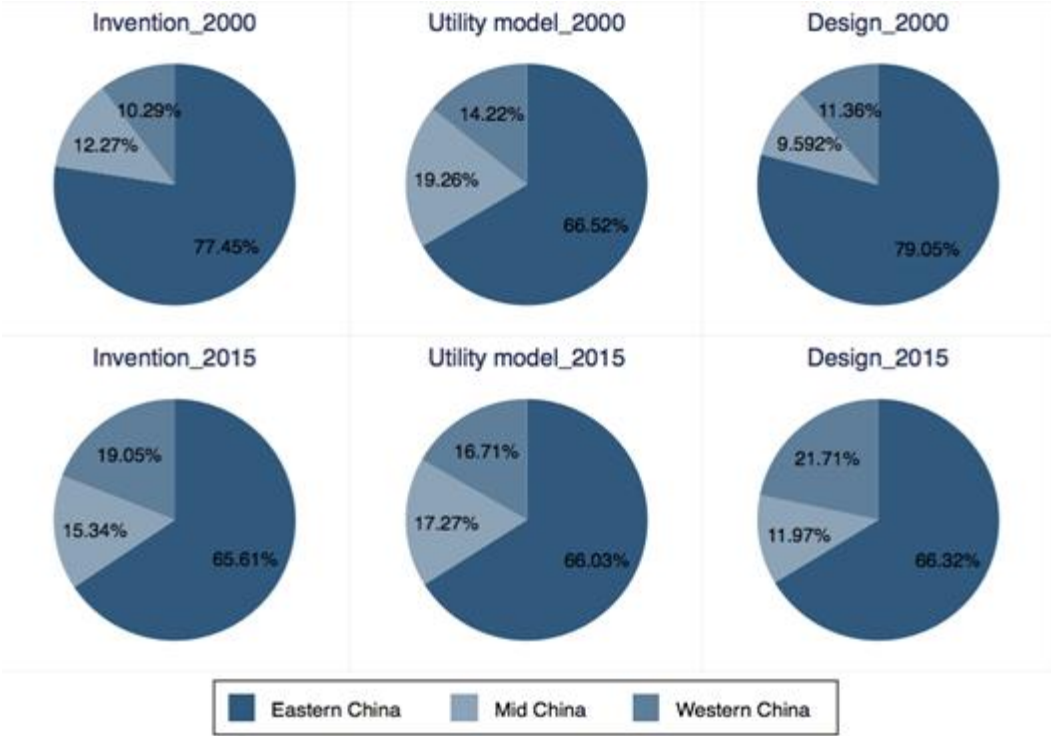 Invention_2000
Utility model_2000
Design_2000
10.29%
12.27%
77.45%
14.22%
19.26%
66.52%
11.36%
9.592%
79.05%
Invention_2015
Utility model_2015
Design_2015
19.05%
15.34%
65.61%
16.71%
17.27%
66.03%
21.71%
11.97%
66.32%
Eastern China
Mid China
Western China